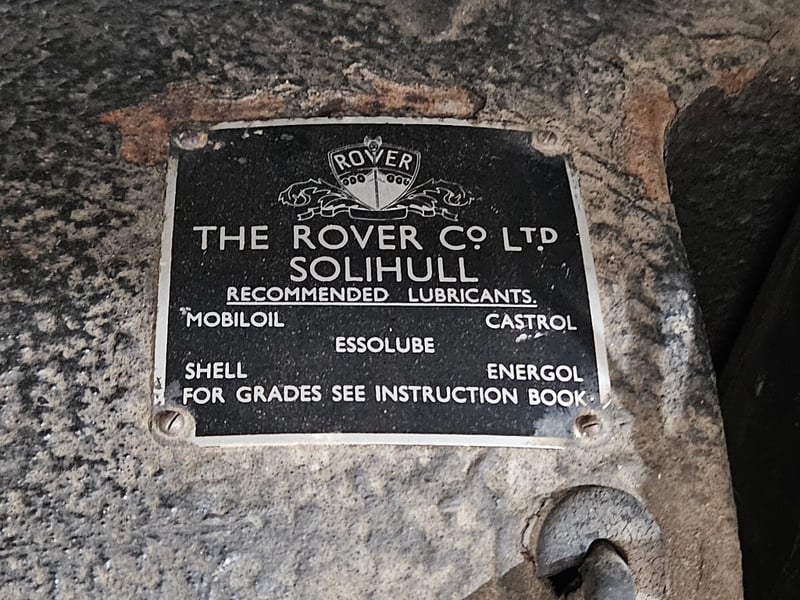 ROVER
THE ROVER CO LTD
SOLIHULL
RECOMMENDED LUBRICANTS.
MOBILOIL CASTROL
ESSOLUBE
SHELL ENERGOL
FOR GRADES SEE INSTRUCTION BOOK.